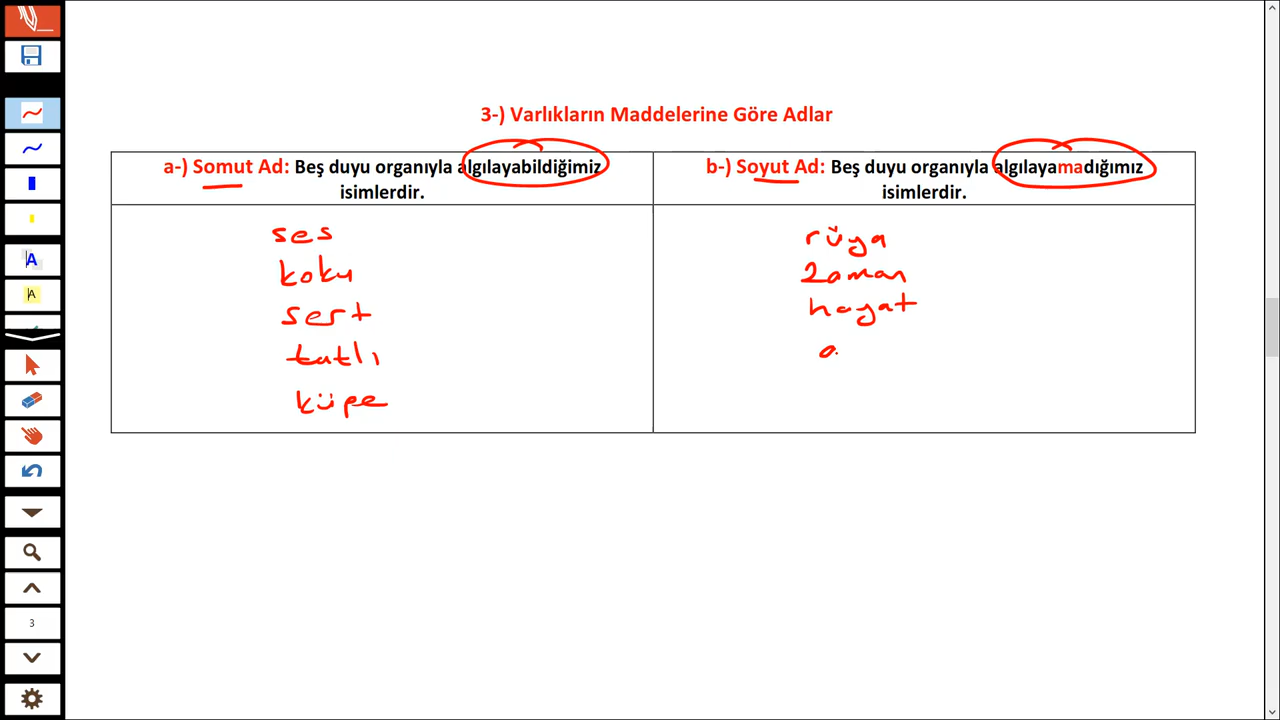 3-) Varlıkların Maddelerine Göre Adlar
a-) Somut Ad: Beş duyu organıyla algılayabildiğimiz
isimlerdir.
b-) Soyut Ad: Beş duyu organıyla algılayamadığımız
isimlerdir.
ses
koku
sert
tatlı
küpe
rüya
zaman
hayat
a
A
A
3